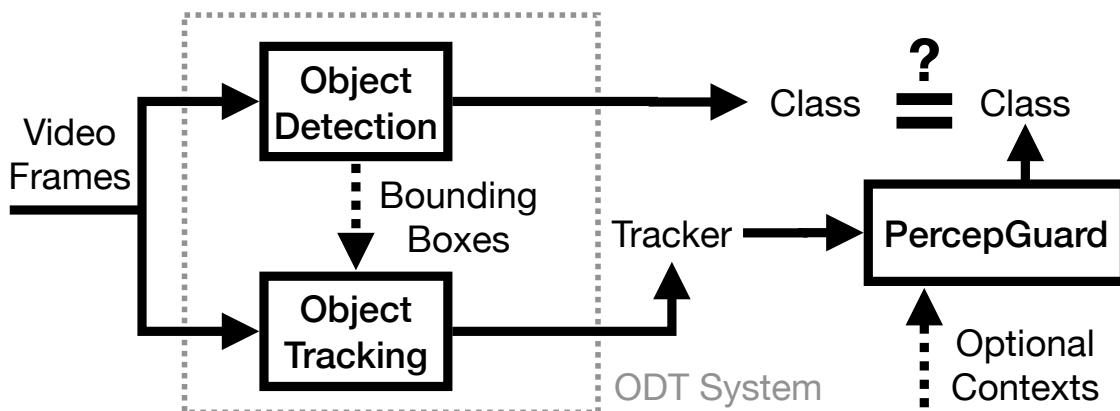 Video
Frames
Object
Detection
Bounding
Boxes
Object
Tracking
ODT System
Tracker
Class
?
=
Class
PercepGuard
Optional
Contexts